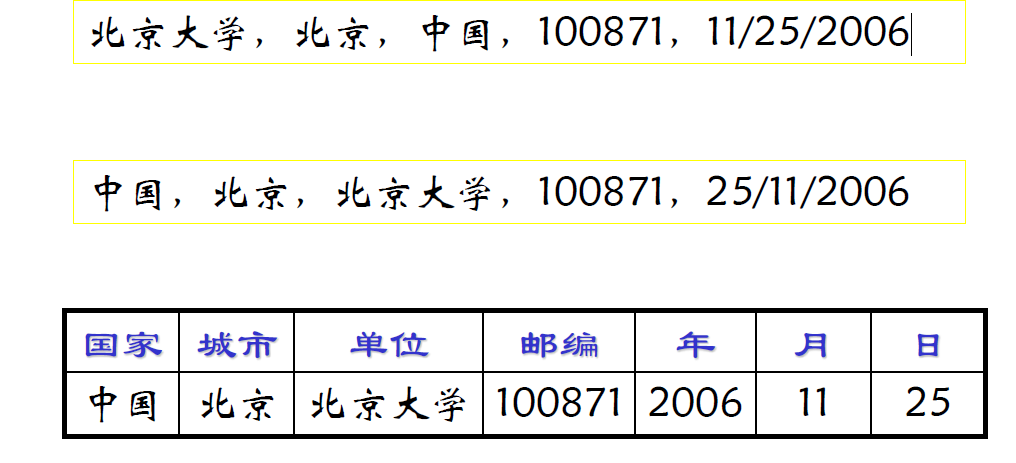 北京大学，北京，中国，100871，11/25/2006
中国，北京，北京大学，100871，25/11/2006
国家 城市 单位 邮编 年 月 日
中国 北京 北京大学 100871 2006 11 25